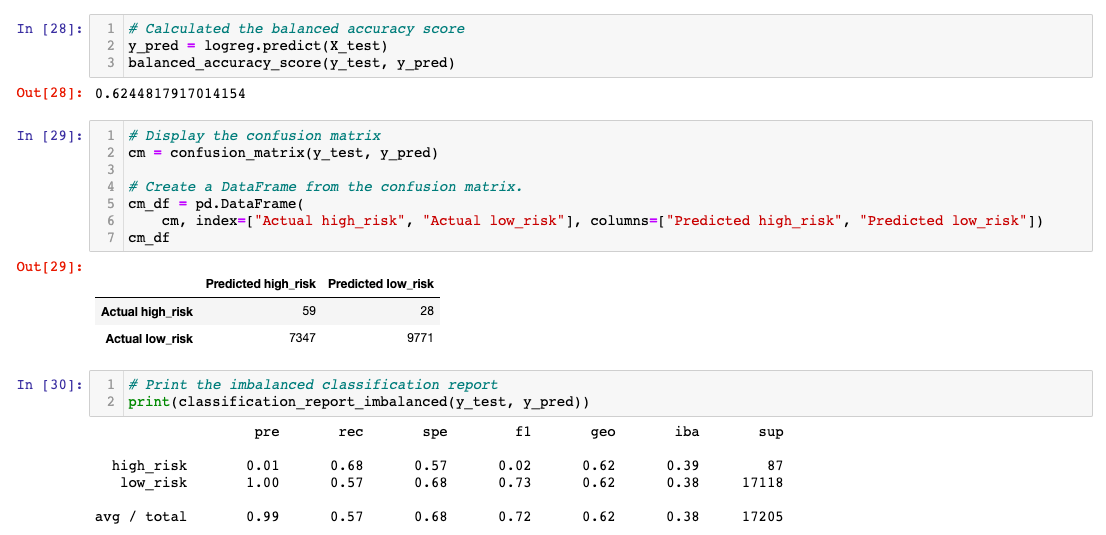 In [28]: 1 # Calculated the balanced accuracy score
2 y_pred = logreg.predict(X_test)
3 balanced_accuracy_score(y_test, y_pred)
Out[28]: 0.6244817917014154
In [29]: 1 # Display the confusion matrix
2 cm = confusion_matrix(y_test, y_pred)
3
4 # Create a DataFrame from the confusion matrix.
5 cm_df = pd.DataFrame(
6     cm, index=["Actual high_risk", "Actual low_risk"], columns=["Predicted high_risk", "Predicted low_risk"])
7 cm_df
Out[29]:
Predicted high_risk Predicted low_risk
Actual high_risk 59 28
Actual low_risk 7347 9771
In [30]: 1 # Print the imbalanced classification report
2 print(classification_report_imbalanced(y_test, y_pred))
pre rec spe f1 geo iba sup
high_risk 0.01 0.68 0.57 0.02 0.62 0.39 87
low_risk 1.00 0.57 0.68 0.73 0.62 0.38 17118
avg / total 0.99 0.57 0.68 0.72 0.62 0.38 17205